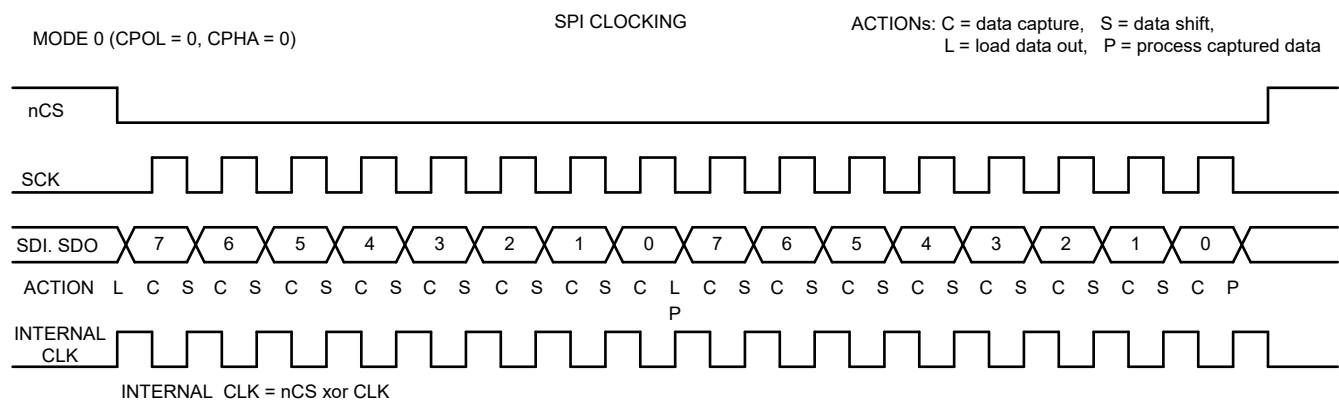 SPI CLOCKING
ACTIONs: C = data capture, S = data shift,
MODE 0 (CPOL = 0, CPHA = 0)
L = load data out, P = process captured data
nCS
SCK
SDI. SDO 7 6 5 4 3 2 1 0 7 6 5 4 3 2 1 0
ACTION L C S C S C S C S C S C S C S C L C S C S C S C S C S C S C S C P
P
INTERNAL
CLK
INTERNAL CLK = nCS xor CLK